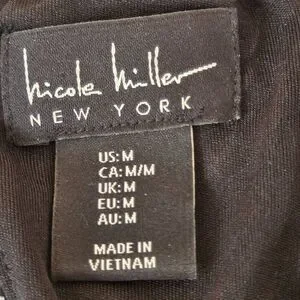 nicole miller
NEW YORK
US: M
CA: M/M
UK: M
EU: M
AU: M
MADE IN
VIETNAM